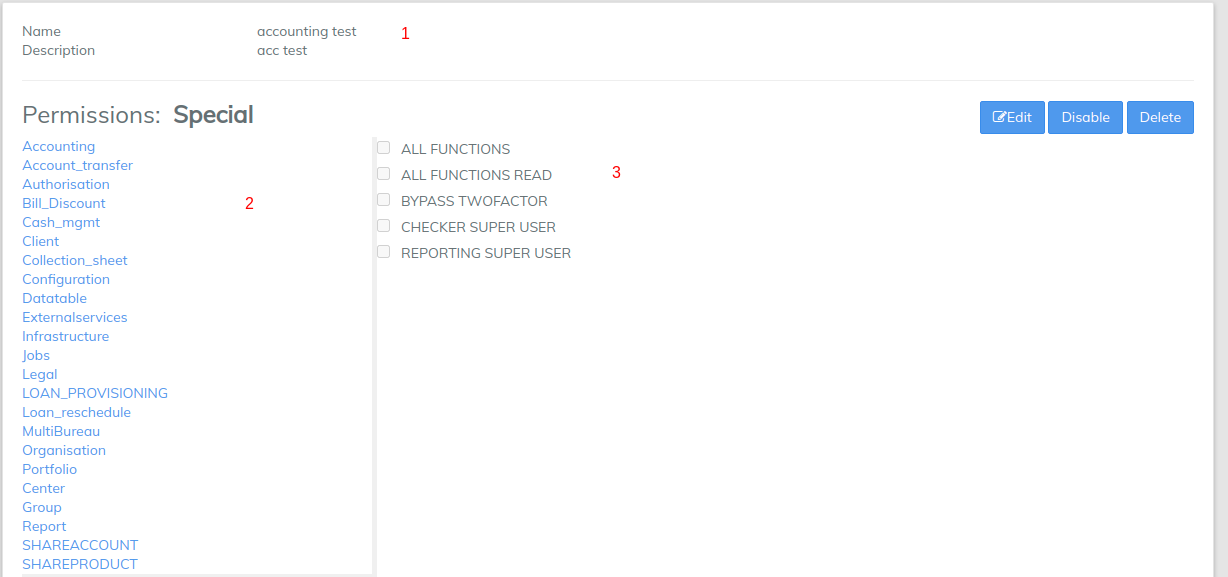 Name accounting test 1
Description acc test
Permissions: Special Edit Disable Delete
Accounting
Account_transfer
Authorisation
Bill_Discount 2
Cash_mgmt
Client
Collection_sheet
Configuration
Datatable
Externalservices
Infrastructure
Jobs
Legal
LOAN_PROVISIONING
Loan_reschedule
MultiBureau
Organisation
Portfolio
Center
Group
Report
SHAREACCOUNT
SHAREPRODUCT
ALL FUNCTIONS
ALL FUNCTIONS READ 3
BYPASS TWOFACTOR
CHECKER SUPER USER
REPORTING SUPER USER